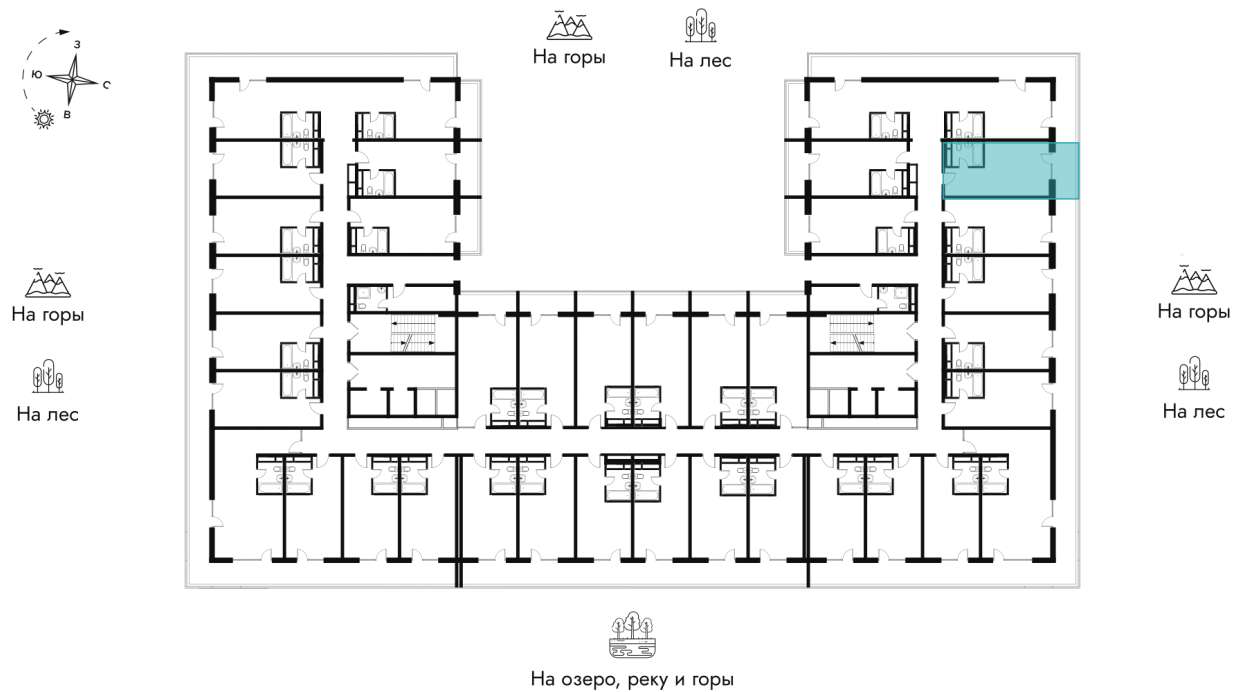 На горы
На лес
з
ю
с
в
На горы
На лес
На горы
На лес
На озеро, реку и горы